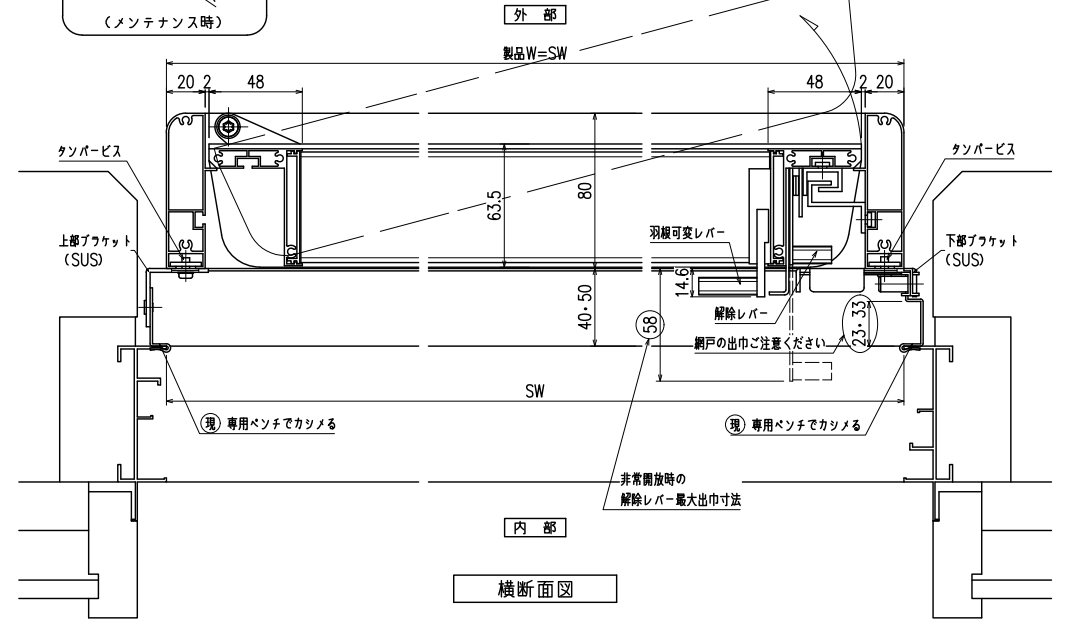 (メンテナンス時)
外 部
製品W=SW
20 2 48
48 2 20
タンパービス
タンパービス
63.5
80
上部ブラケット
(SUS)
羽根可変レバー
下部ブラケット
(SUS)
14.6
解除レバー
40・50
58
23・33
網戸の出巾ご注意ください
SW
現 専用ペンチでカシメる
現 専用ペンチでカシメる
非常開放時の
解除レバー最大出巾寸法
内 部
横断面図